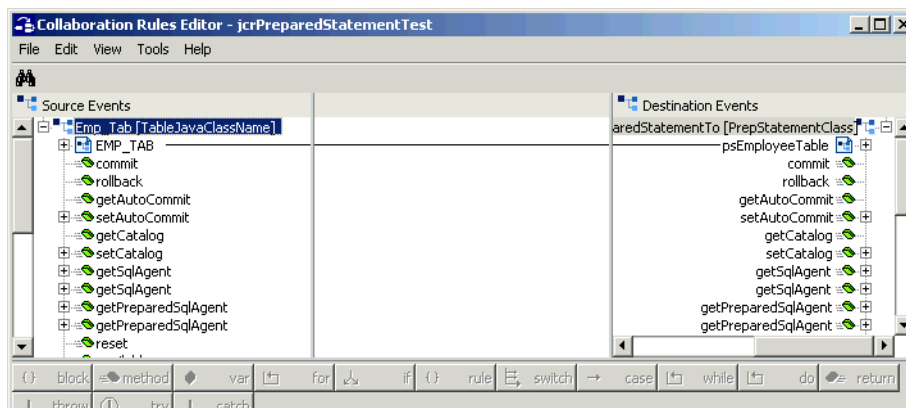 Collaboration Rules Editor - jcrPreparedStatementTest
File Edit View Tools Help
Source Events
Destination Events
Emp_Tab [TableJavaClassName]
aredStatementTo [PrepStatementClass]
EMP_TAB
psEmployeeTable
commit
commit
rollback
rollback
getAutoCommit
getAutoCommit
setAutoCommit
setAutoCommit
getCatalog
getCatalog
setCatalog
setCatalog
getSqlAgent
getSqlAgent
getSqlAgent
getSqlAgent
getPreparedSqlAgent
getPreparedSqlAgent
getPreparedSqlAgent
getPreparedSqlAgent
reset
{} block method var for if {} rule switch case while do return
throw try catch